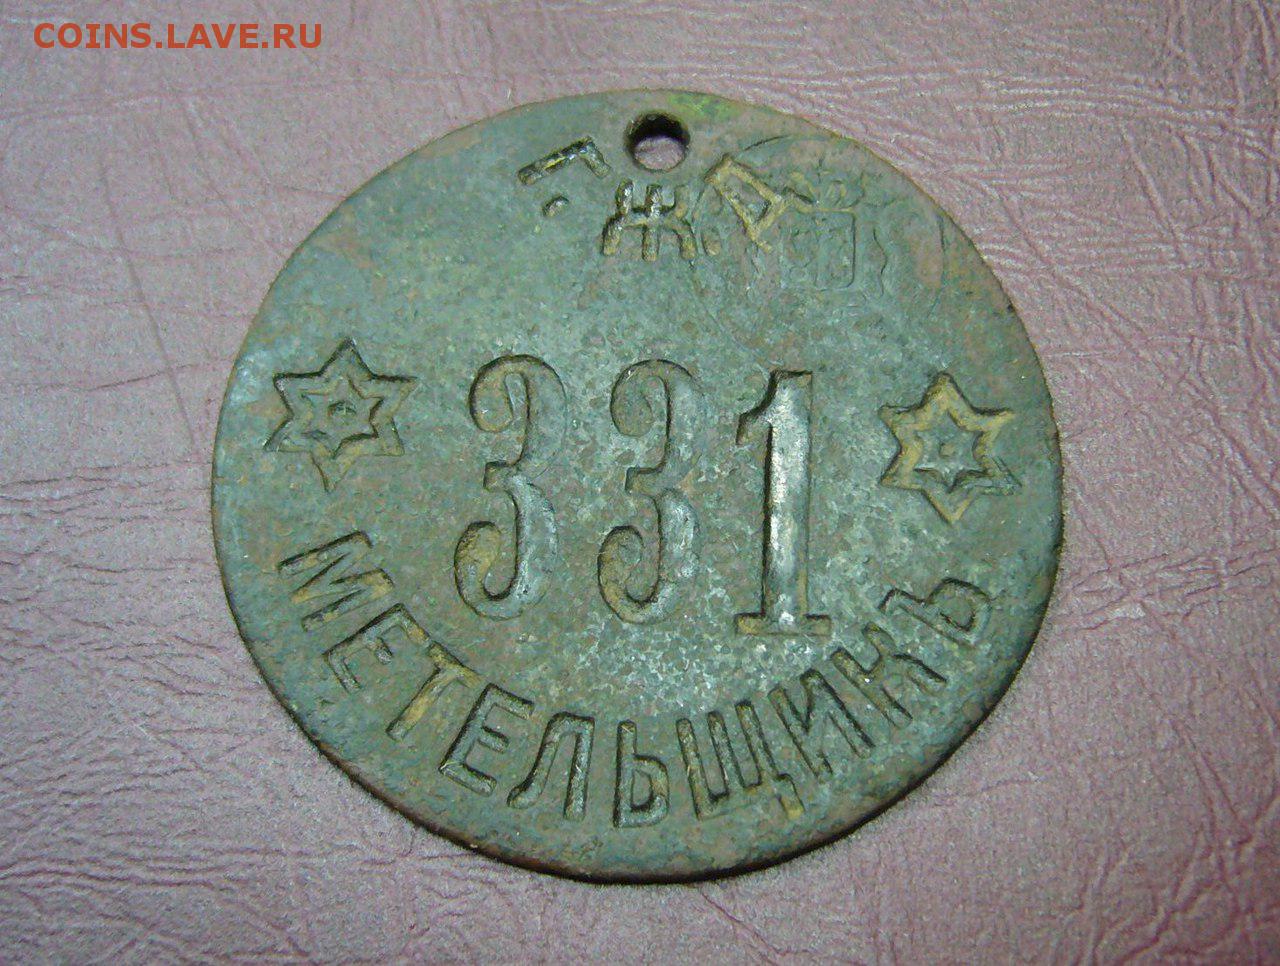 COINS.LAVE.RU
Г.Ж.Д
331
МЕТЕЛЬЩИКЪ